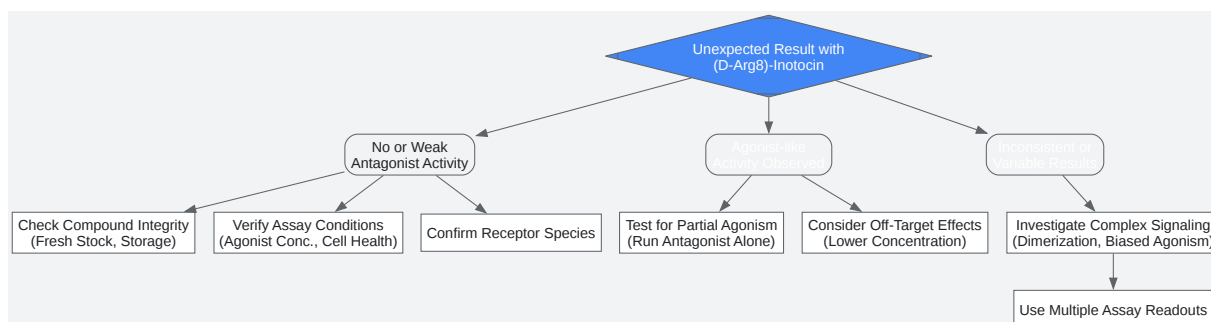 Unexpected Result with
(D-Arg8)-Inotocin
No or Weak
Antagonist Activity
Agonist-like
Activity Observed
Inconsistent or
Variable Results
Check Compound Integrity
(Fresh Stock, Storage)
Verify Assay Conditions
(Agonist Conc., Cell Health)
Confirm Receptor Species
Test for Partial Agonism
(Run Antagonist Alone)
Consider Off-Target Effects
(Lower Concentration)
Investigate Complex Signaling
(Dimerization, Biased Agonism)
Use Multiple Assay Readouts